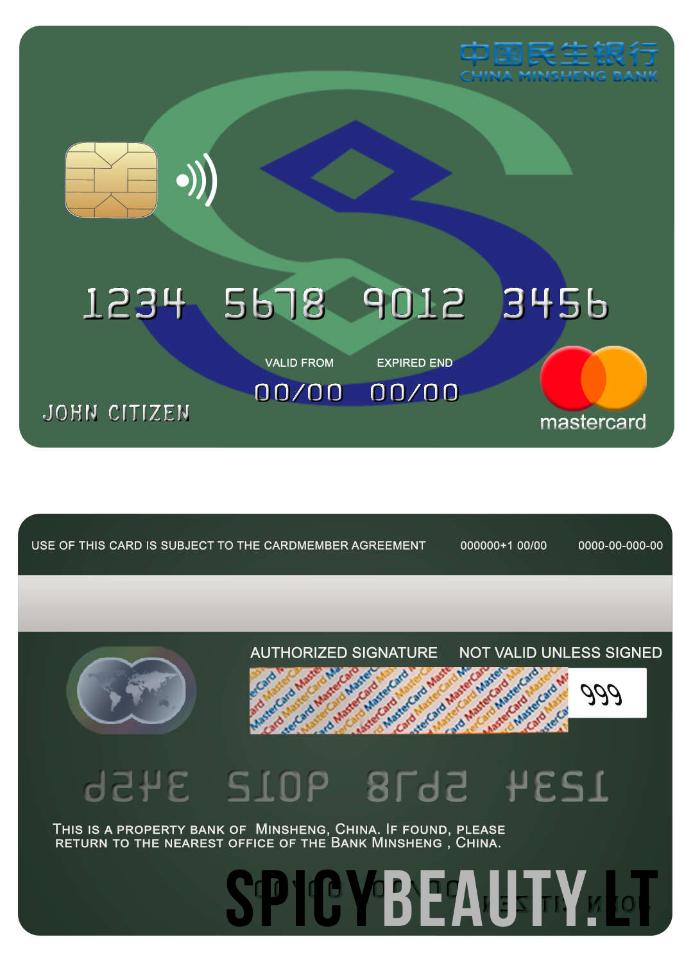 中国民生银行
CHINA MINSHENG BANK
1234 5678 9012 3456
VALID FROM EXPIRED END
00/00 00/00
JOHN CITIZEN
mastercard
USE OF THIS CARD IS SUBJECT TO THE CARDMEMBER AGREEMENT 000000+1 00/00 0000-00-000-00
AUTHORIZED SIGNATURE NOT VALID UNLESS SIGNED
MasterCard MasterCard MasterCard MasterCard
999
THIS IS A PROPERTY BANK OF MINSHENG, CHINA. IF FOUND, PLEASE
RETURN TO THE NEAREST OFFICE OF THE BANK MINSHENG , CHINA.
SPICYBEAUTY.LT